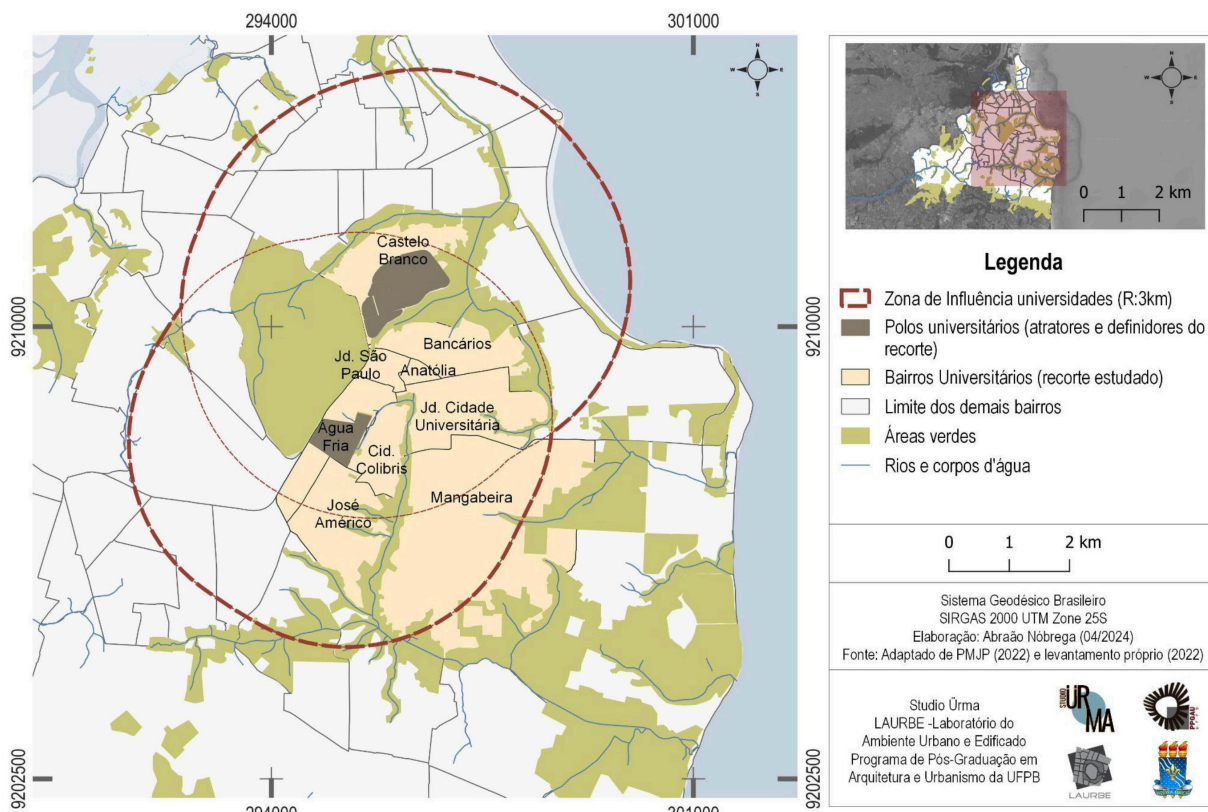 294000
301000
9210000
9210000
9202500
9202500
294000
301000
N
W
E
S
Castelo
Branco
Bancários
Jd. São
Paulo
Anatólia
Jd. Cidade
Universitária
Água
Fria
Cid.
Colibris
Mangabeira
José
Américo
N
W
E
S
0 1 2 km
Legenda
Zona de Influência universidades (R:3km)
Polos universitários (atratores e definidores do
recorte)
Bairros Universitários (recorte estudado)
Limite dos demais bairros
Áreas verdes
Rios e corpos d'água
0 1 2 km
Sistema Geodésico Brasileiro
SIRGAS 2000 UTM Zone 25S
Elaboração: Abraão Nóbrega (04/2024)
Fonte: Adaptado de PMJP (2022) e levantamento próprio (2022)
Studio Ürma
LAURBE -Laboratório do
Ambiente Urbano e Edificado
Programa de Pós-Graduação em
Arquitetura e Urbanismo da UFPB
STUDIO
ÜR
MA
PPGAU
LAURBE